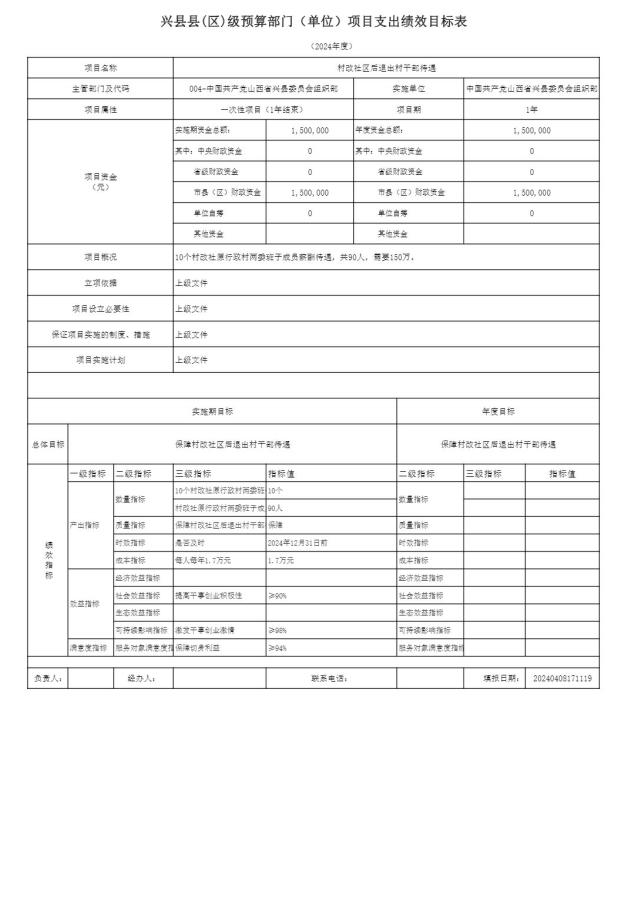 兴县县(区)级预算部门（单位）项目支出绩效目标表
（2024年度）
项目名称 村改社区后退出村干部待遇
主管部门及代码 004-中国共产党山西省兴县委员会组织部 实施单位 中国共产党山西省兴县委员会组织部
项目属性 一次性项目（1年结束） 项目期 1年
项目资金
（元）
实施期资金总额： 1,500,000 年度资金总额： 1,500,000
其中：中央财政资金 0 其中：中央财政资金 0
省级财政资金 0 省级财政资金 0
市县（区）财政资金 1,500,000 市县（区）财政资金 1,500,000
单位自筹 0 单位自筹 0
其他资金 其他资金
项目概况 10个村改社原行政村两委班子成员薪酬待遇，共90人，需要150万。
立项依据 上级文件
项目设立必要性 上级文件
保证项目实施的制度、措施 上级文件
项目实施计划 上级文件
实施期目标 年度目标
总体目标 保障村改社区后退出村干部待遇 保障村改社区后退出村干部待遇
绩效指标
一级指标 二级指标 三级指标 指标值 二级指标 三级指标 指标值
产出指标 数量指标 10个村改社原行政村两委班 10个 数量指标
村改社原行政村两委班子成 90人
质量指标 保障村改社区后退出村干部 保障 质量指标
时效指标 是否及时 2024年12月31日前 时效指标
成本指标 每人每年1.7万元 1.7万元 成本指标
效益指标 经济效益指标 经济效益指标
社会效益指标 提高干事创业积极性 ≥90% 社会效益指标
生态效益指标 生态效益指标
可持续影响指标 激发干事创业激情 ≥98% 可持续影响指标
满意度指标 服务对象满意度指 保障切身利益 ≥94% 服务对象满意度指标
负责人： 经办人： 联系电话： 填报日期： 20240408171119